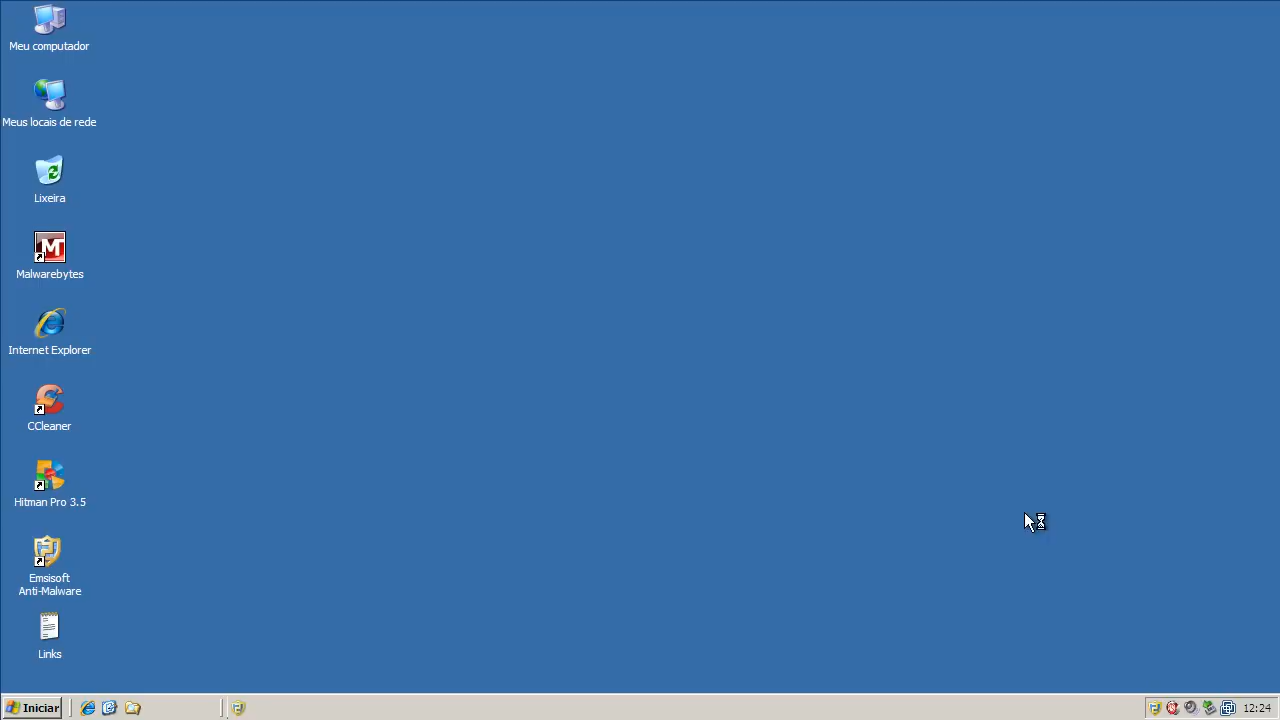 Meu computador
Meus locais de rede
Lixeira
Malwarebytes
Internet Explorer
CCleaner
Hitman Pro 3.5
Emsisoft
Anti-Malware
Links
Iniciar
12:24